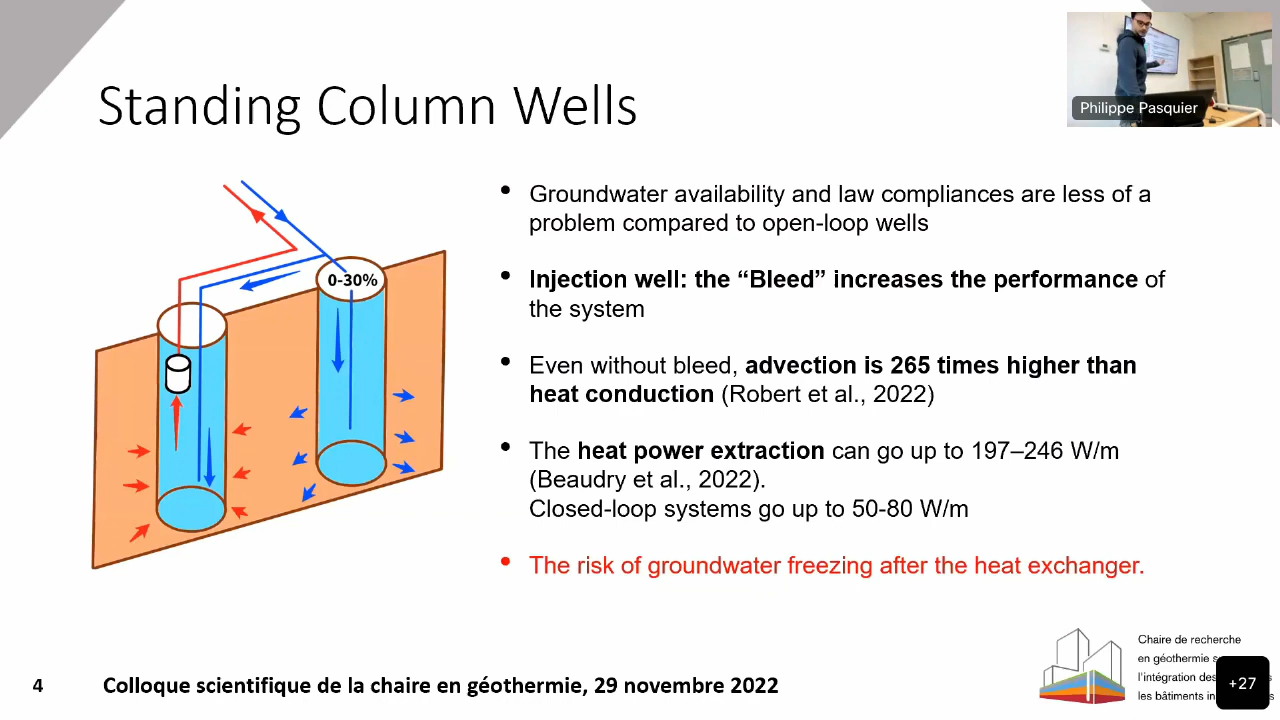 Standing Column Wells
Philippe Pasquier
0-30%
• Groundwater availability and law compliances are less of a
problem compared to open-loop wells
• Injection well: the “Bleed” increases the performance of
the system
• Even without bleed, advection is 265 times higher than
heat conduction (Robert et al., 2022)
• The heat power extraction can go up to 197–246 W/m
(Beaudry et al., 2022).
Closed-loop systems go up to 50-80 W/m
• The risk of groundwater freezing after the heat exchanger.
Chaire de recherche
en géothermie
l'intégration des
les bâtiments
+27
4
Colloque scientifique de la chaire en géothermie, 29 novembre 2022